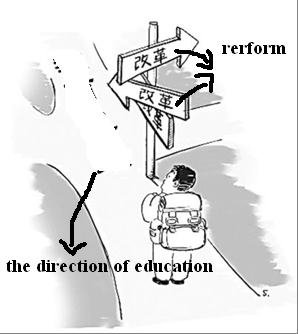 rerform
改革
改革
the direction of education
S.